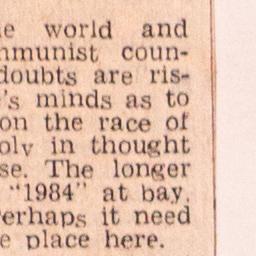 e world and
mmunist coun-
doubts are ris-
's minds as to
on the race of
oly in thought
se. The longer
"1984" at bay,
erhaps it need
e place here.